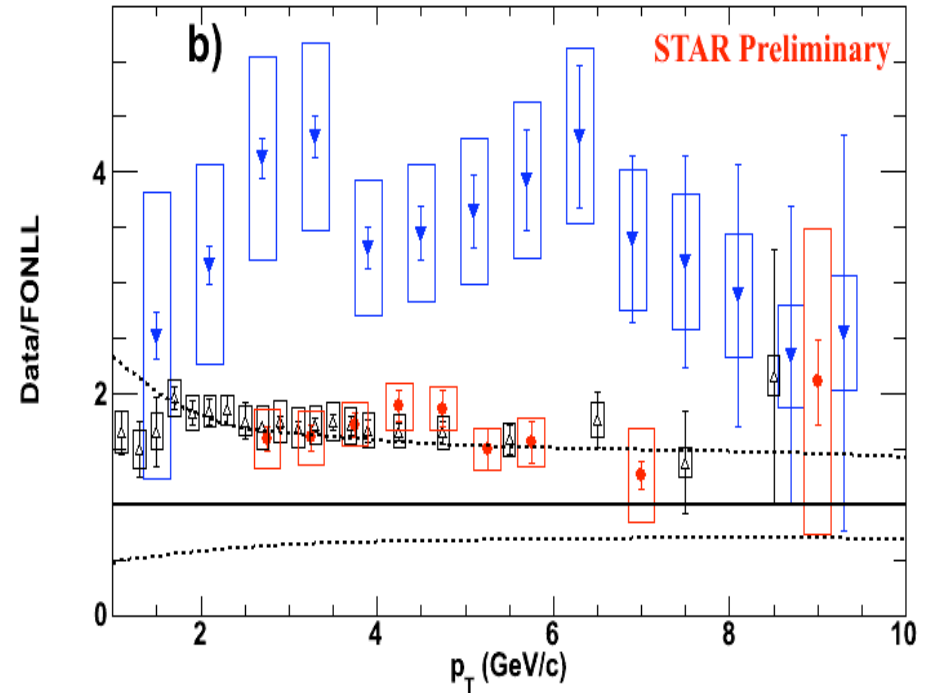 b)
STAR Preliminary
Data/FONLL
4
2
0
2 4 6 8 10
p_T (GeV/c)